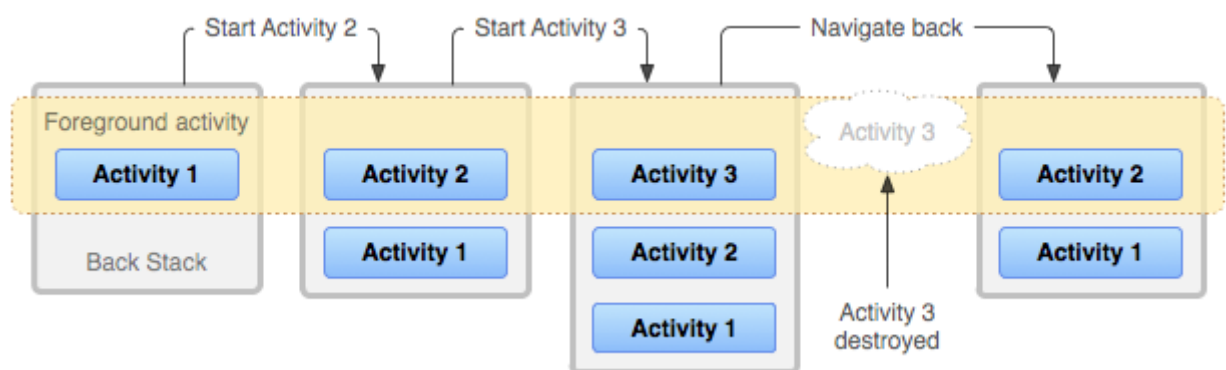 Start Activity 2
Start Activity 3
Navigate back
Foreground activity
Activity 1
Back Stack
Activity 2
Activity 1
Activity 3
Activity 2
Activity 1
Activity 3
Activity 3
destroyed
Activity 2
Activity 1